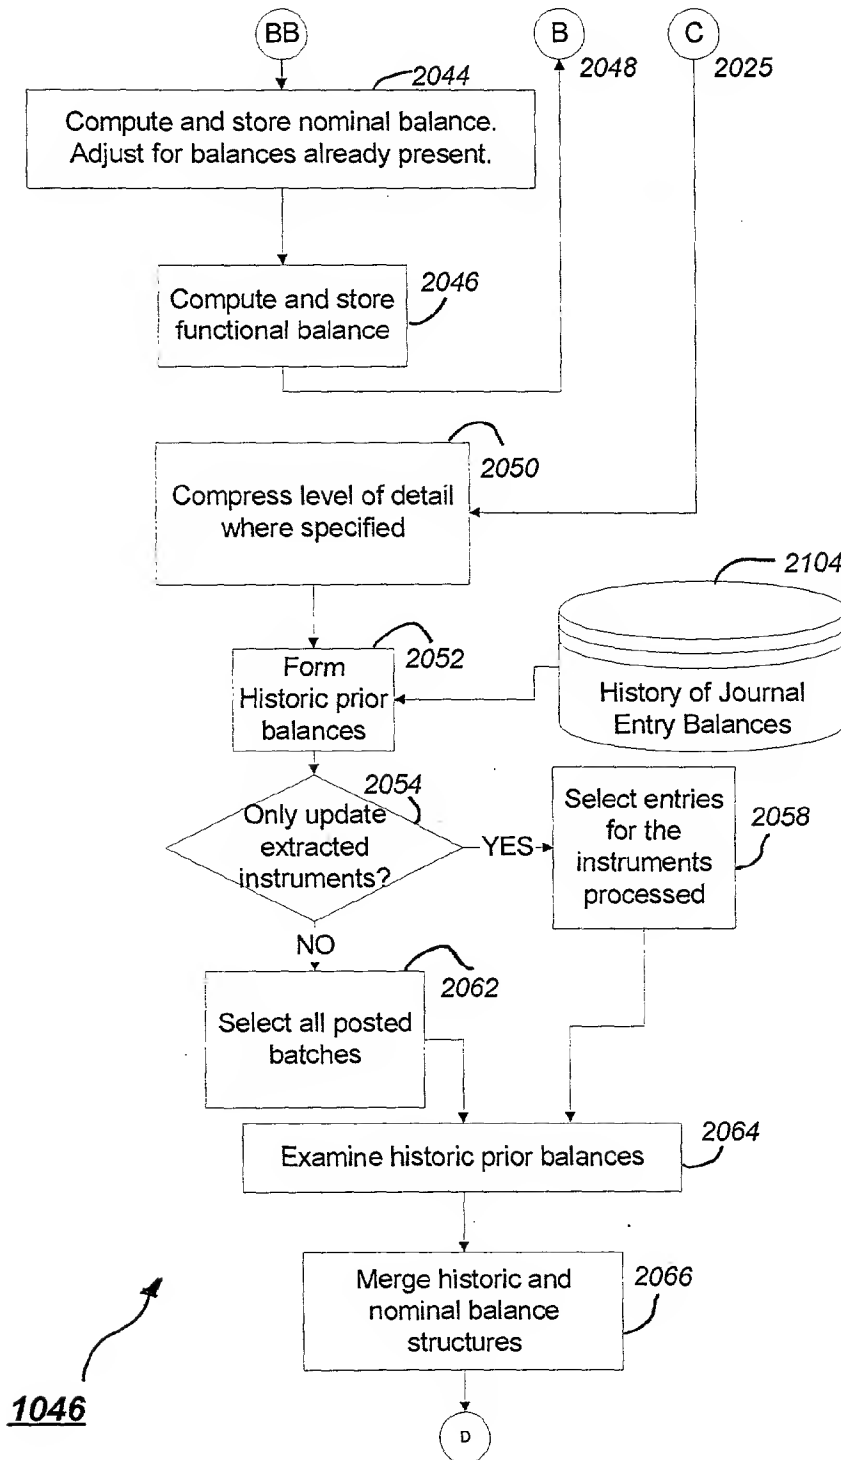 BB
B
C
2044
2048
2025
Compute and store nominal balance.
Adjust for balances already present.
2046
Compute and store
functional balance
2050
Compress level of detail
where specified
2104
2052
Form
Historic prior
balances
History of Journal
Entry Balances
2054
Only update
extracted
instruments?
YES
Select entries
for the
instruments
processed
2058
NO
2062
Select all posted
batches
2064
Examine historic prior balances
2066
Merge historic and
nominal balance
structures
1046
D